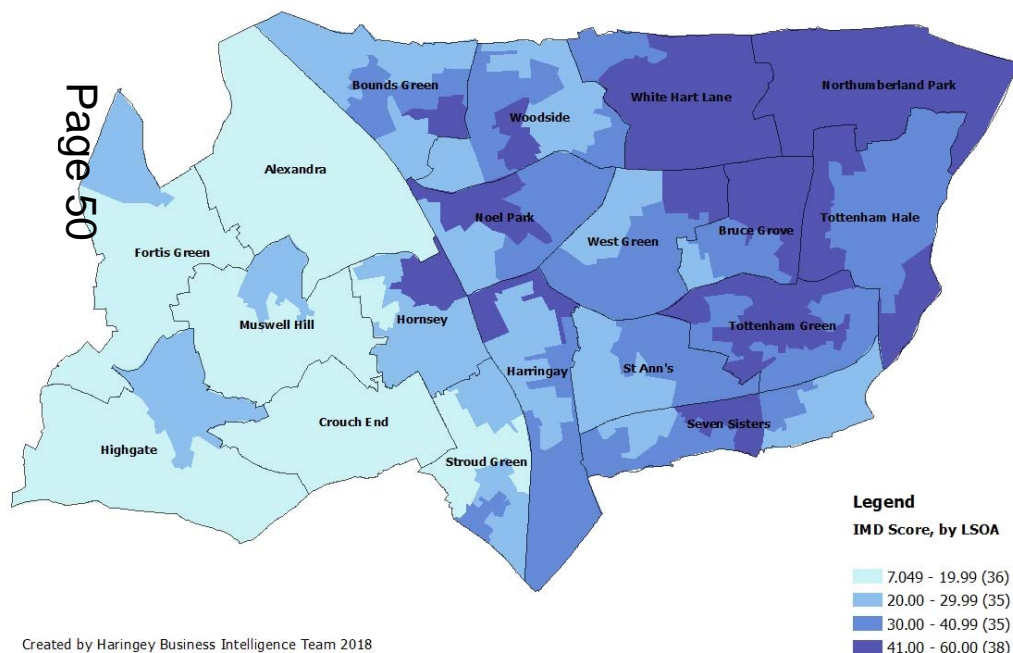 Page 50
Bounds Green
Woodside
White Hart Lane
Northumberland Park
Alexandra
Noel Park
West Green
Bruce Grove
Tottenham Hale
Fortis Green
Muswell Hill
Hornsey
Tottenham Green
Harringay
St Ann's
Crouch End
Seven Sisters
Highgate
Stroud Green
Legend
IMD Score, by LSOA
7.049 - 19.99 (36)
20.00 - 29.99 (35)
30.00 - 40.99 (35)
41.00 - 60.00 (38)
Created by Haringey Business Intelligence Team 2018